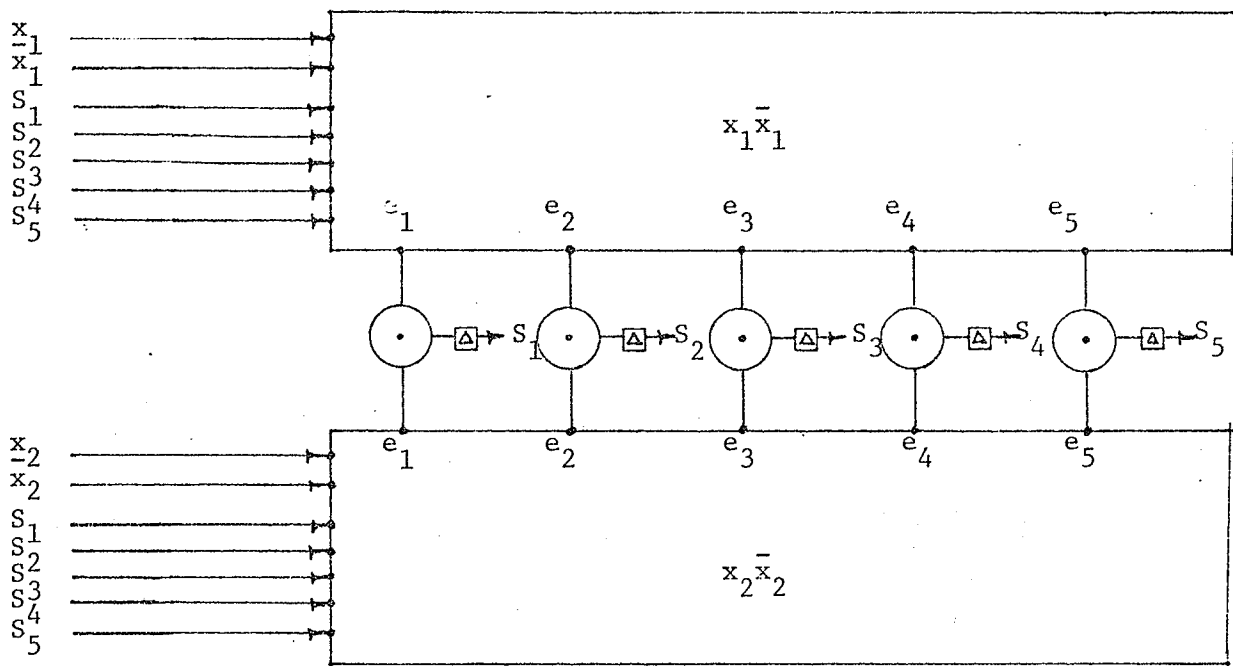 x₁
x̄₁
S₁
S₂
S₃
S₄
S₅
x₁x̄₁
e₁ e₂ e₃ e₄ e₅
Δ S₁ Δ S₂ Δ S₃ Δ S₄ Δ S₅
e₁ e₂ e₃ e₄ e₅
x₂
x̄₂
S₁
S₂
S₃
S₄
S₅
x₂x̄₂